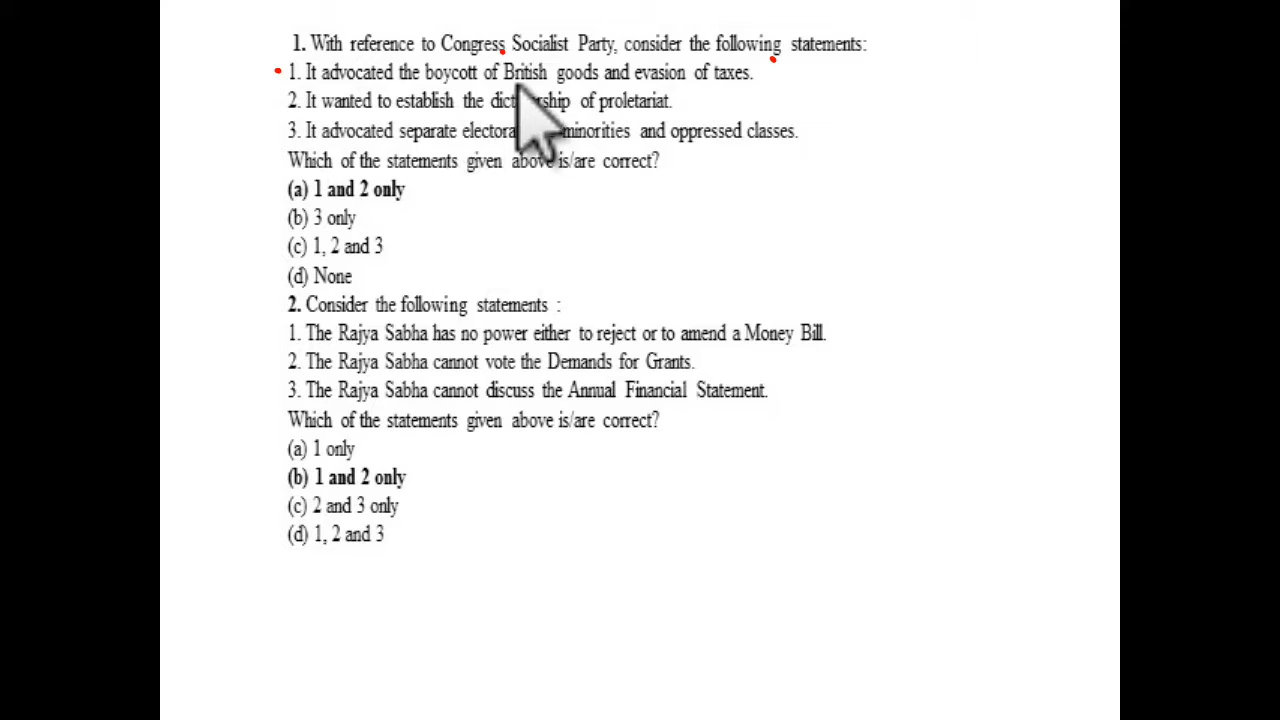 1. With reference to Congress Socialist Party, consider the following statements:
1. It advocated the boycott of British goods and evasion of taxes.
2. It wanted to establish the dictatorship of proletariat.
3. It advocated separate minorities and oppressed classes.
Which of the statements given above is/are correct?
(a) 1 and 2 only
(b) 3 only
(c) 1, 2 and 3
(d) None
2. Consider the following statements :
1. The Rajya Sabha has no power either to reject or to amend a Money Bill.
2. The Rajya Sabha cannot vote the Demands for Grants.
3. The Rajya Sabha cannot discuss the Annual Financial Statement.
Which of the statements given above is/are correct?
(a) 1 only
(b) 1 and 2 only
(c) 2 and 3 only
(d) 1, 2 and 3